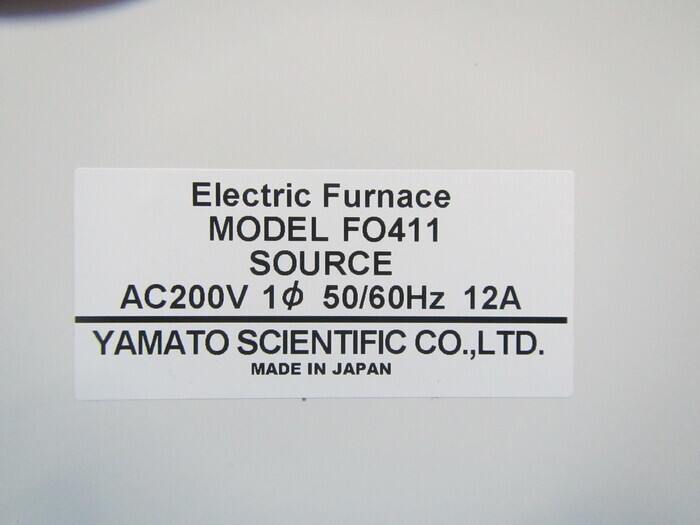 Electric Furnace
MODEL FO411
SOURCE
AC200V 1ϕ 50/60Hz 12A
YAMATO SCIENTIFIC CO.,LTD.
MADE IN JAPAN